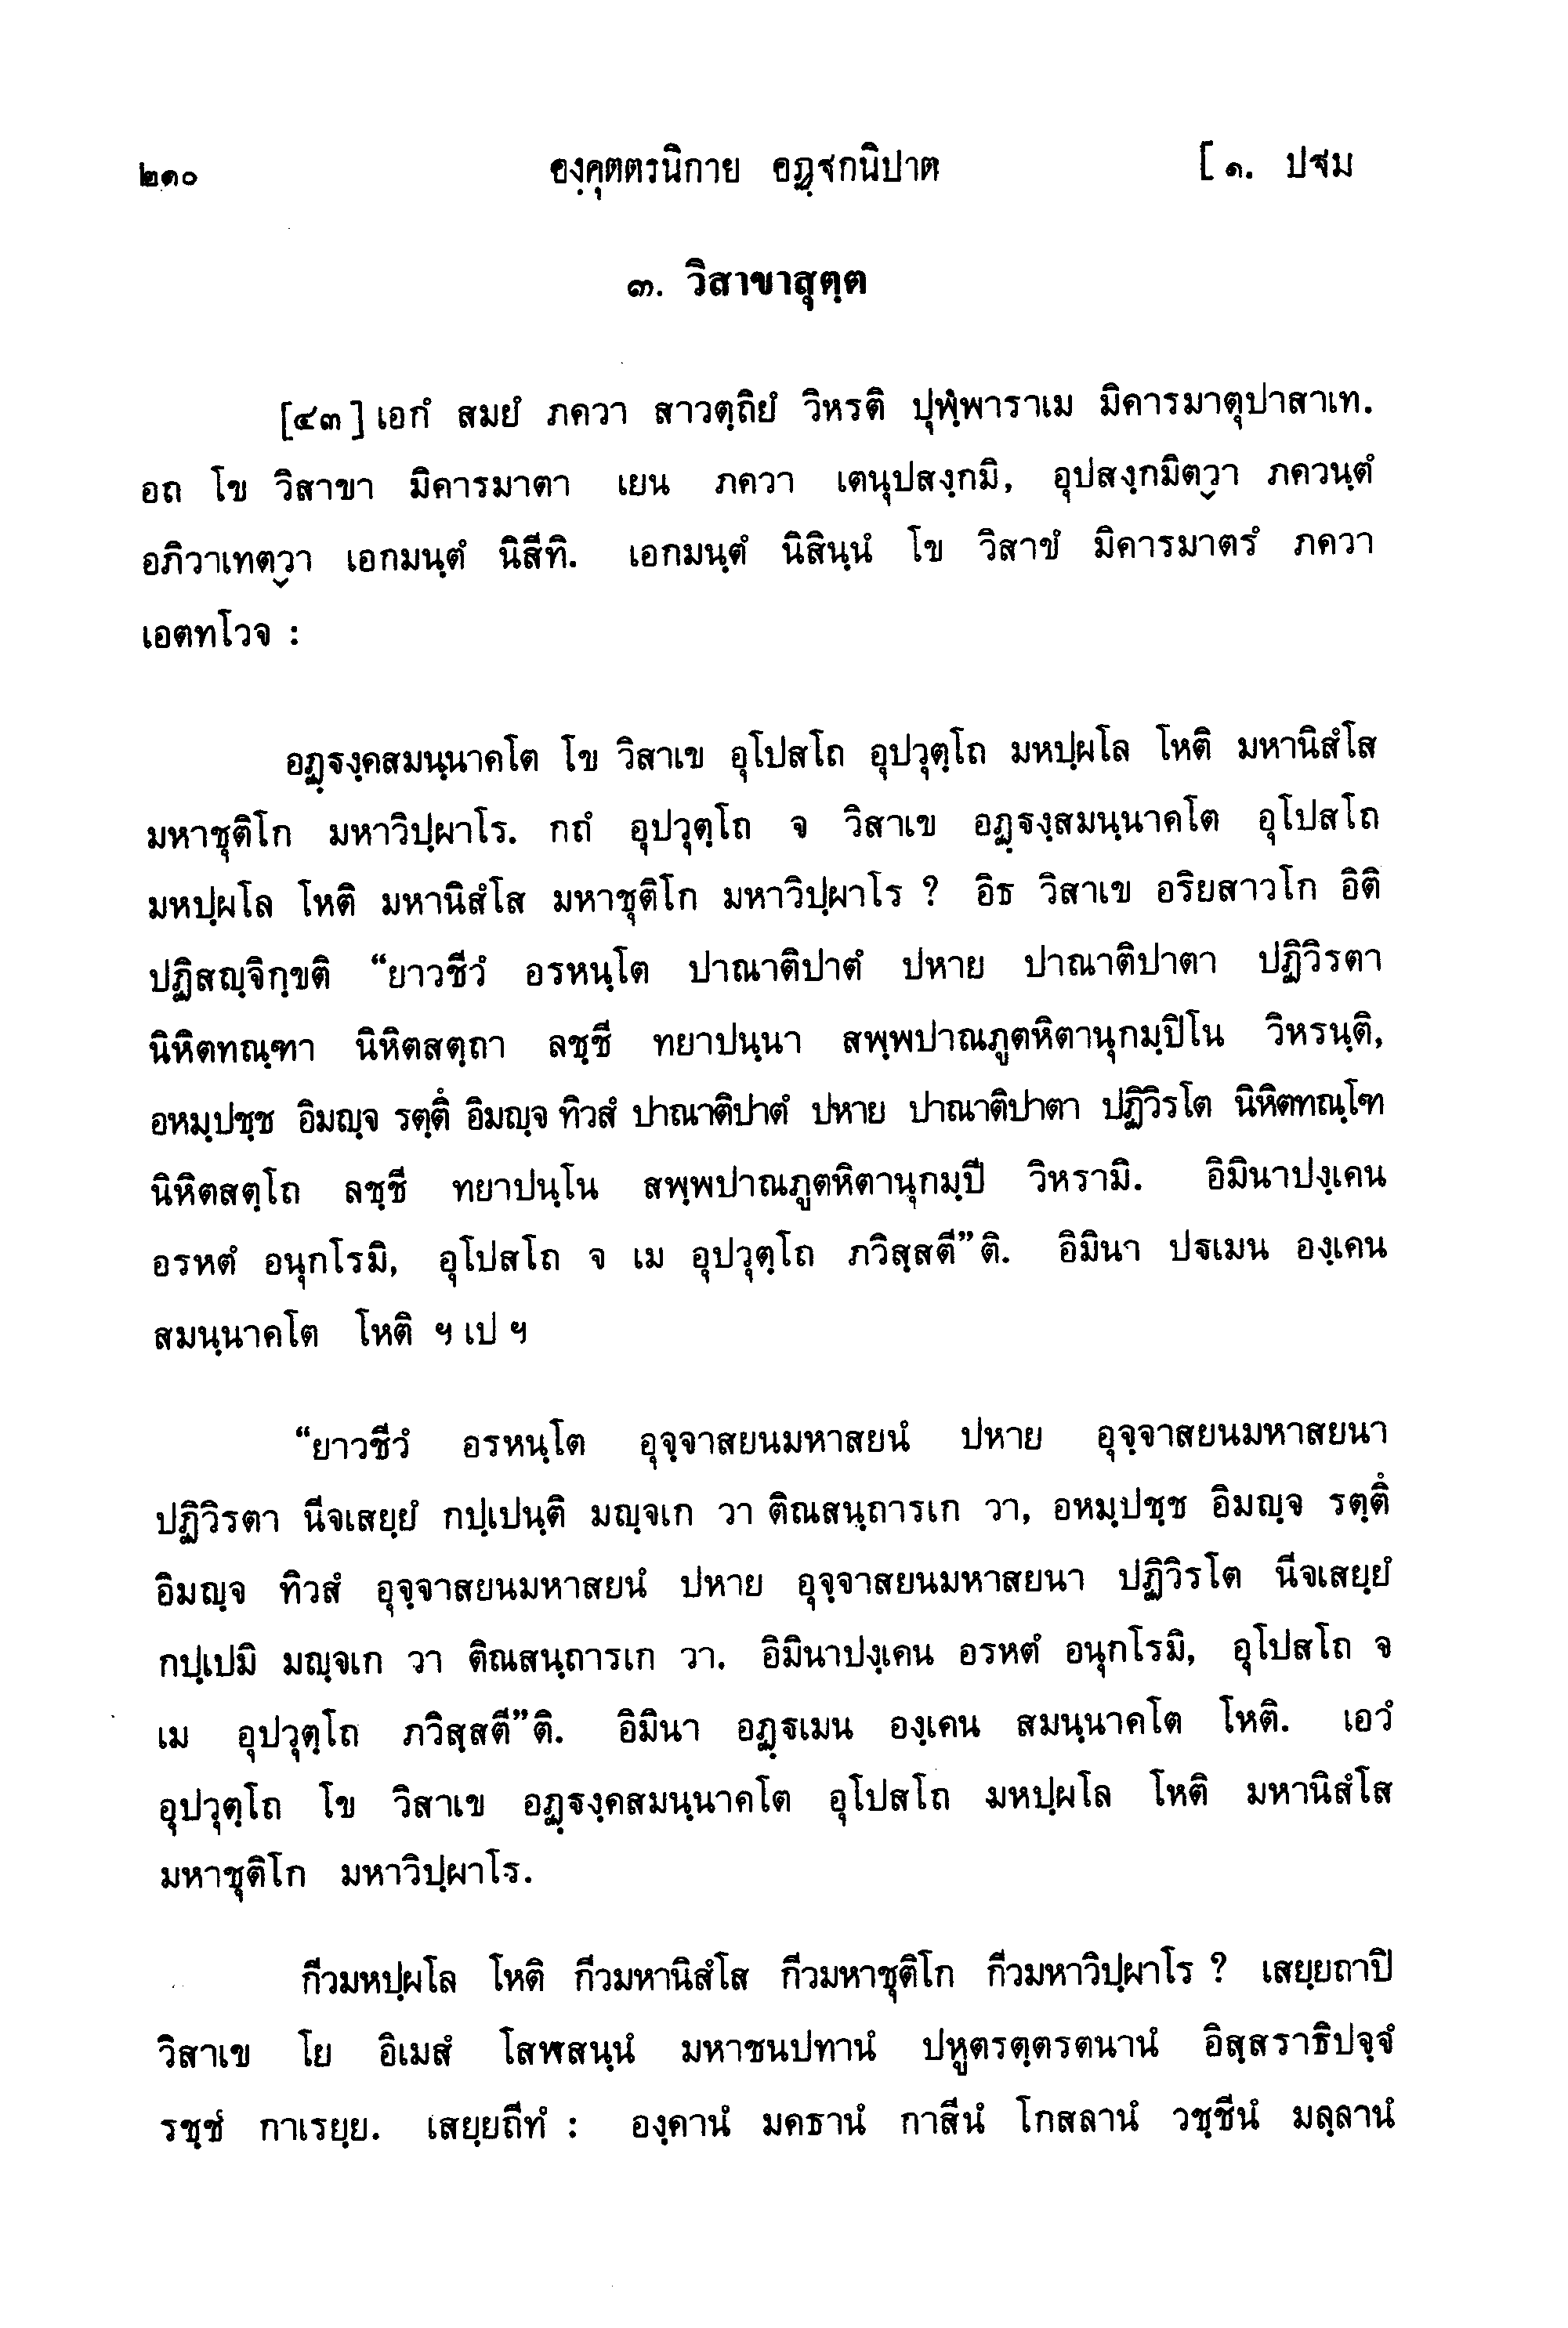 ๒๑๐ องฺคุตตรนิกาย อฏฺฐกนิปาต [ ๑. ปฐม
๓. วิสาขาสุตฺต
[๔๓] เอกํ สมยํ ภควา สาวตฺถิยํ วิหรติ ปุพฺพาราเม มิคารมาตุปาสาเท.
อถ โข วิสาขา มิคารมาตา เยน ภควา เตนุปสงฺกมิ, อุปสงฺกมิตฺวา ภควนฺตํ
อภิวาเทตฺวา เอกมนฺตํ นิสีทิ. เอกมนฺตํ นิสินฺนํ โข วิสาขํ มิคารมาตรํ ภควา
เอตทโวจ :
อฏฺฐงฺคสมนฺนาคโต โข วิสาเข อุโปสโถ อุปวุตฺโถ มหปฺผโล โหติ มหานิสํโส
มหาชุติโก มหาวิปฺผาโร. กถํ อุปวุตฺโถ จ วิสาเข อฏฺฐงฺสมนฺนาคโต อุโปสโถ
มหปฺผโล โหติ มหานิสํโส มหาชุติโก มหาวิปฺผาโร ? อิธ วิสาเข อริยสาวโก อิติ
ปฏิสญฺจิกฺขติ “ยาวชีวํ อรหนฺโต ปาณาติปาตํ ปหาย ปาณาติปาตา ปฏิวิรตา
นิหิตทณฺฑา นิหิตสตฺถา ลชฺชี ทยาปนฺนา สพฺพปาณภูตหิตานุกมฺปิโน วิหรนฺติ,
อหมฺปชฺช อิมญฺจ รตฺตึ อิมญฺจ ทิวสํ ปาณาติปาตํ ปหาย ปาณาติปาตา ปฏิวิรโต นิหิตทณฺโฑ
นิหิตสตฺโถ ลชฺชี ทยาปนฺโน สพฺพปาณภูตหิตานุกมฺปี วิหรามิ. อิมินาปงฺเคน
อรหตํ อนุกโรมิ, อุโปสโถ จ เม อุปวุตฺโถ ภวิสฺสตี”ติ. อิมินา ปฐเมน องฺเคน
สมนฺนาคโต โหติ ฯ เป ฯ
“ยาวชีวํ อรหนฺโต อุจฺจาสยนมหาสยนํ ปหาย อุจฺจาสยนมหาสยนา
ปฏิวิรตา นีจเสยฺยํ กปฺเปนฺติ มญฺจเก วา ติณสนฺถารเก วา, อหมฺปชฺช อิมญฺจ รตฺตึ
อิมญฺจ ทิวสํ อุจฺจาสยนมหาสยนํ ปหาย อุจฺจาสยนมหาสยนา ปฏิวิรโต นีจเสยฺยํ
กปฺเปมิ มญฺจเก วา ติณสนฺถารเก วา. อิมินาปงฺเคน อรหตํ อนุกโรมิ, อุโปสโถ จ
เม อุปวุตฺโถ ภวิสฺสตี”ติ. อิมินา อฏฺฐเมน องฺเคน สมนฺนาคโต โหติ. เอวํ
อุปวุตฺโถ โข วิสาเข อฏฺฐงฺคสมนฺนาคโต อุโปสโถ มหปฺผโล โหติ มหานิสํโส
มหาชุติโก มหาวิปฺผาโร.
กีวมหปฺผโล โหติ กีวมหานิสํโส กีวมหาชุติโก กีวมหาวิปฺผาโร ? เสยฺยถาปิ
วิสาเข โย อิเมสํ โสฬสนฺนํ มหาชนปทานํ ปหูตรตฺตรตนานํ อิสฺสราธิปจฺจํ
รชฺชํ กาเรยฺย. เสยฺยถีทํ : องฺคานํ มคธานํ กาสีนํ โกสลานํ วชฺชีนํ มลฺลานํ